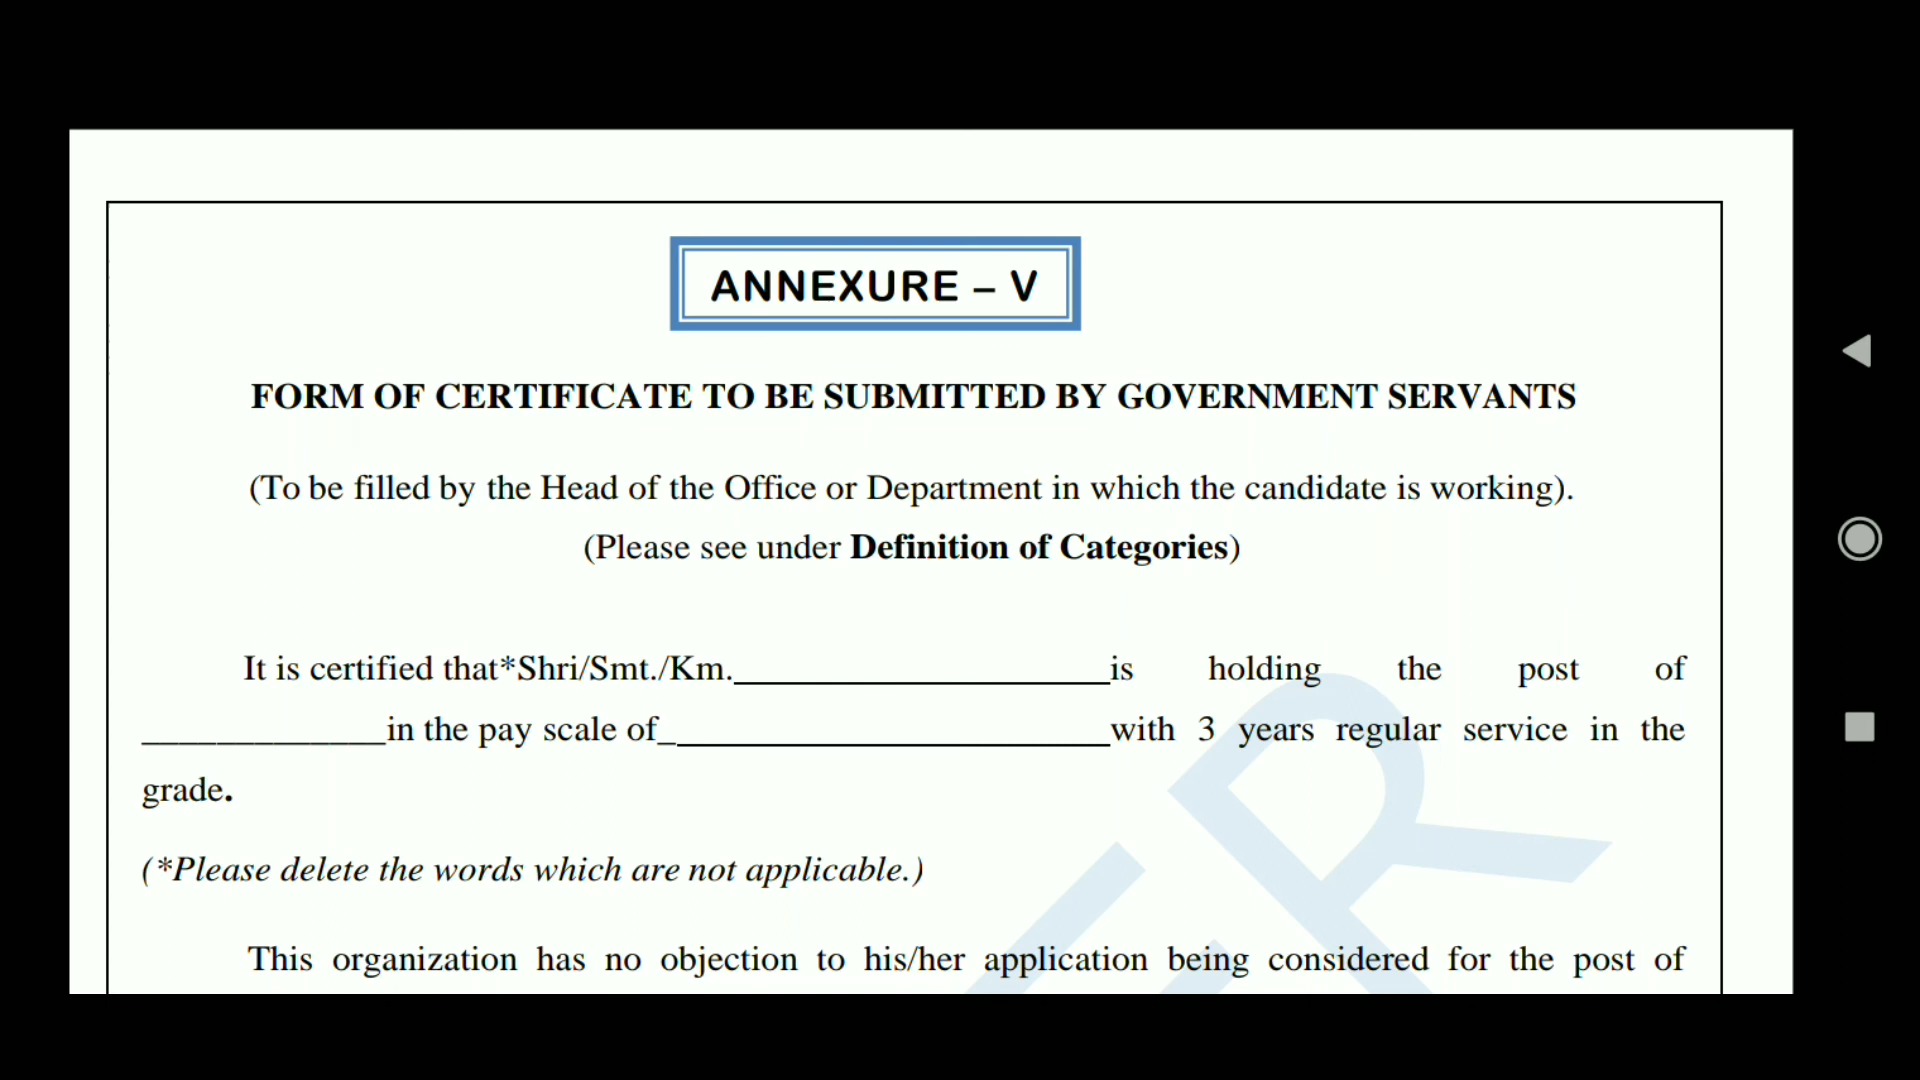 ANNEXURE – V
FORM OF CERTIFICATE TO BE SUBMITTED BY GOVERNMENT SERVANTS
(To be filled by the Head of the Office or Department in which the candidate is working).
(Please see under Definition of Categories)
It is certified that*Shri/Smt./Km.____________________is holding the post of
_____________in the pay scale of_______________________with 3 years regular service in the
grade.
(*Please delete the words which are not applicable.)
This organization has no objection to his/her application being considered for the post of